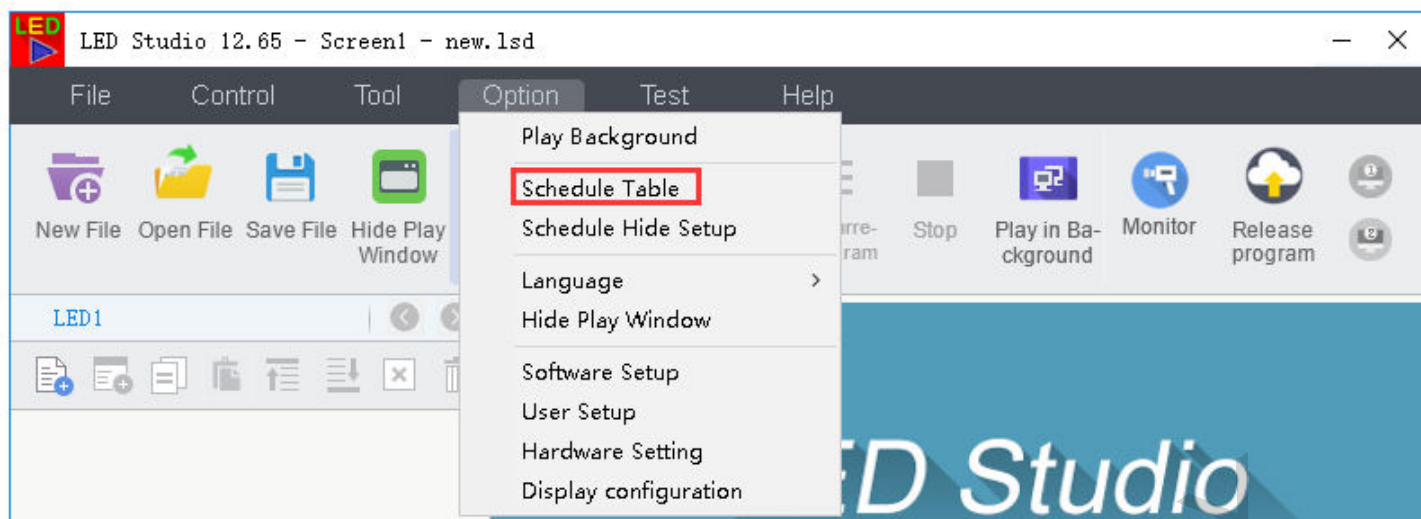 LED
LED Studio 12.65 - Screen1 - new.lsd
File Control Tool Option Test Help
Play Background
Schedule Table
Schedule Hide Setup
Language
Hide Play Window
Software Setup
User Setup
Hardware Setting
Display configuration
New File Open File Save File Hide Play
Window
Stop Play in Ba-
ckground
Monitor Release
program
1
2
LED1
ED Studio